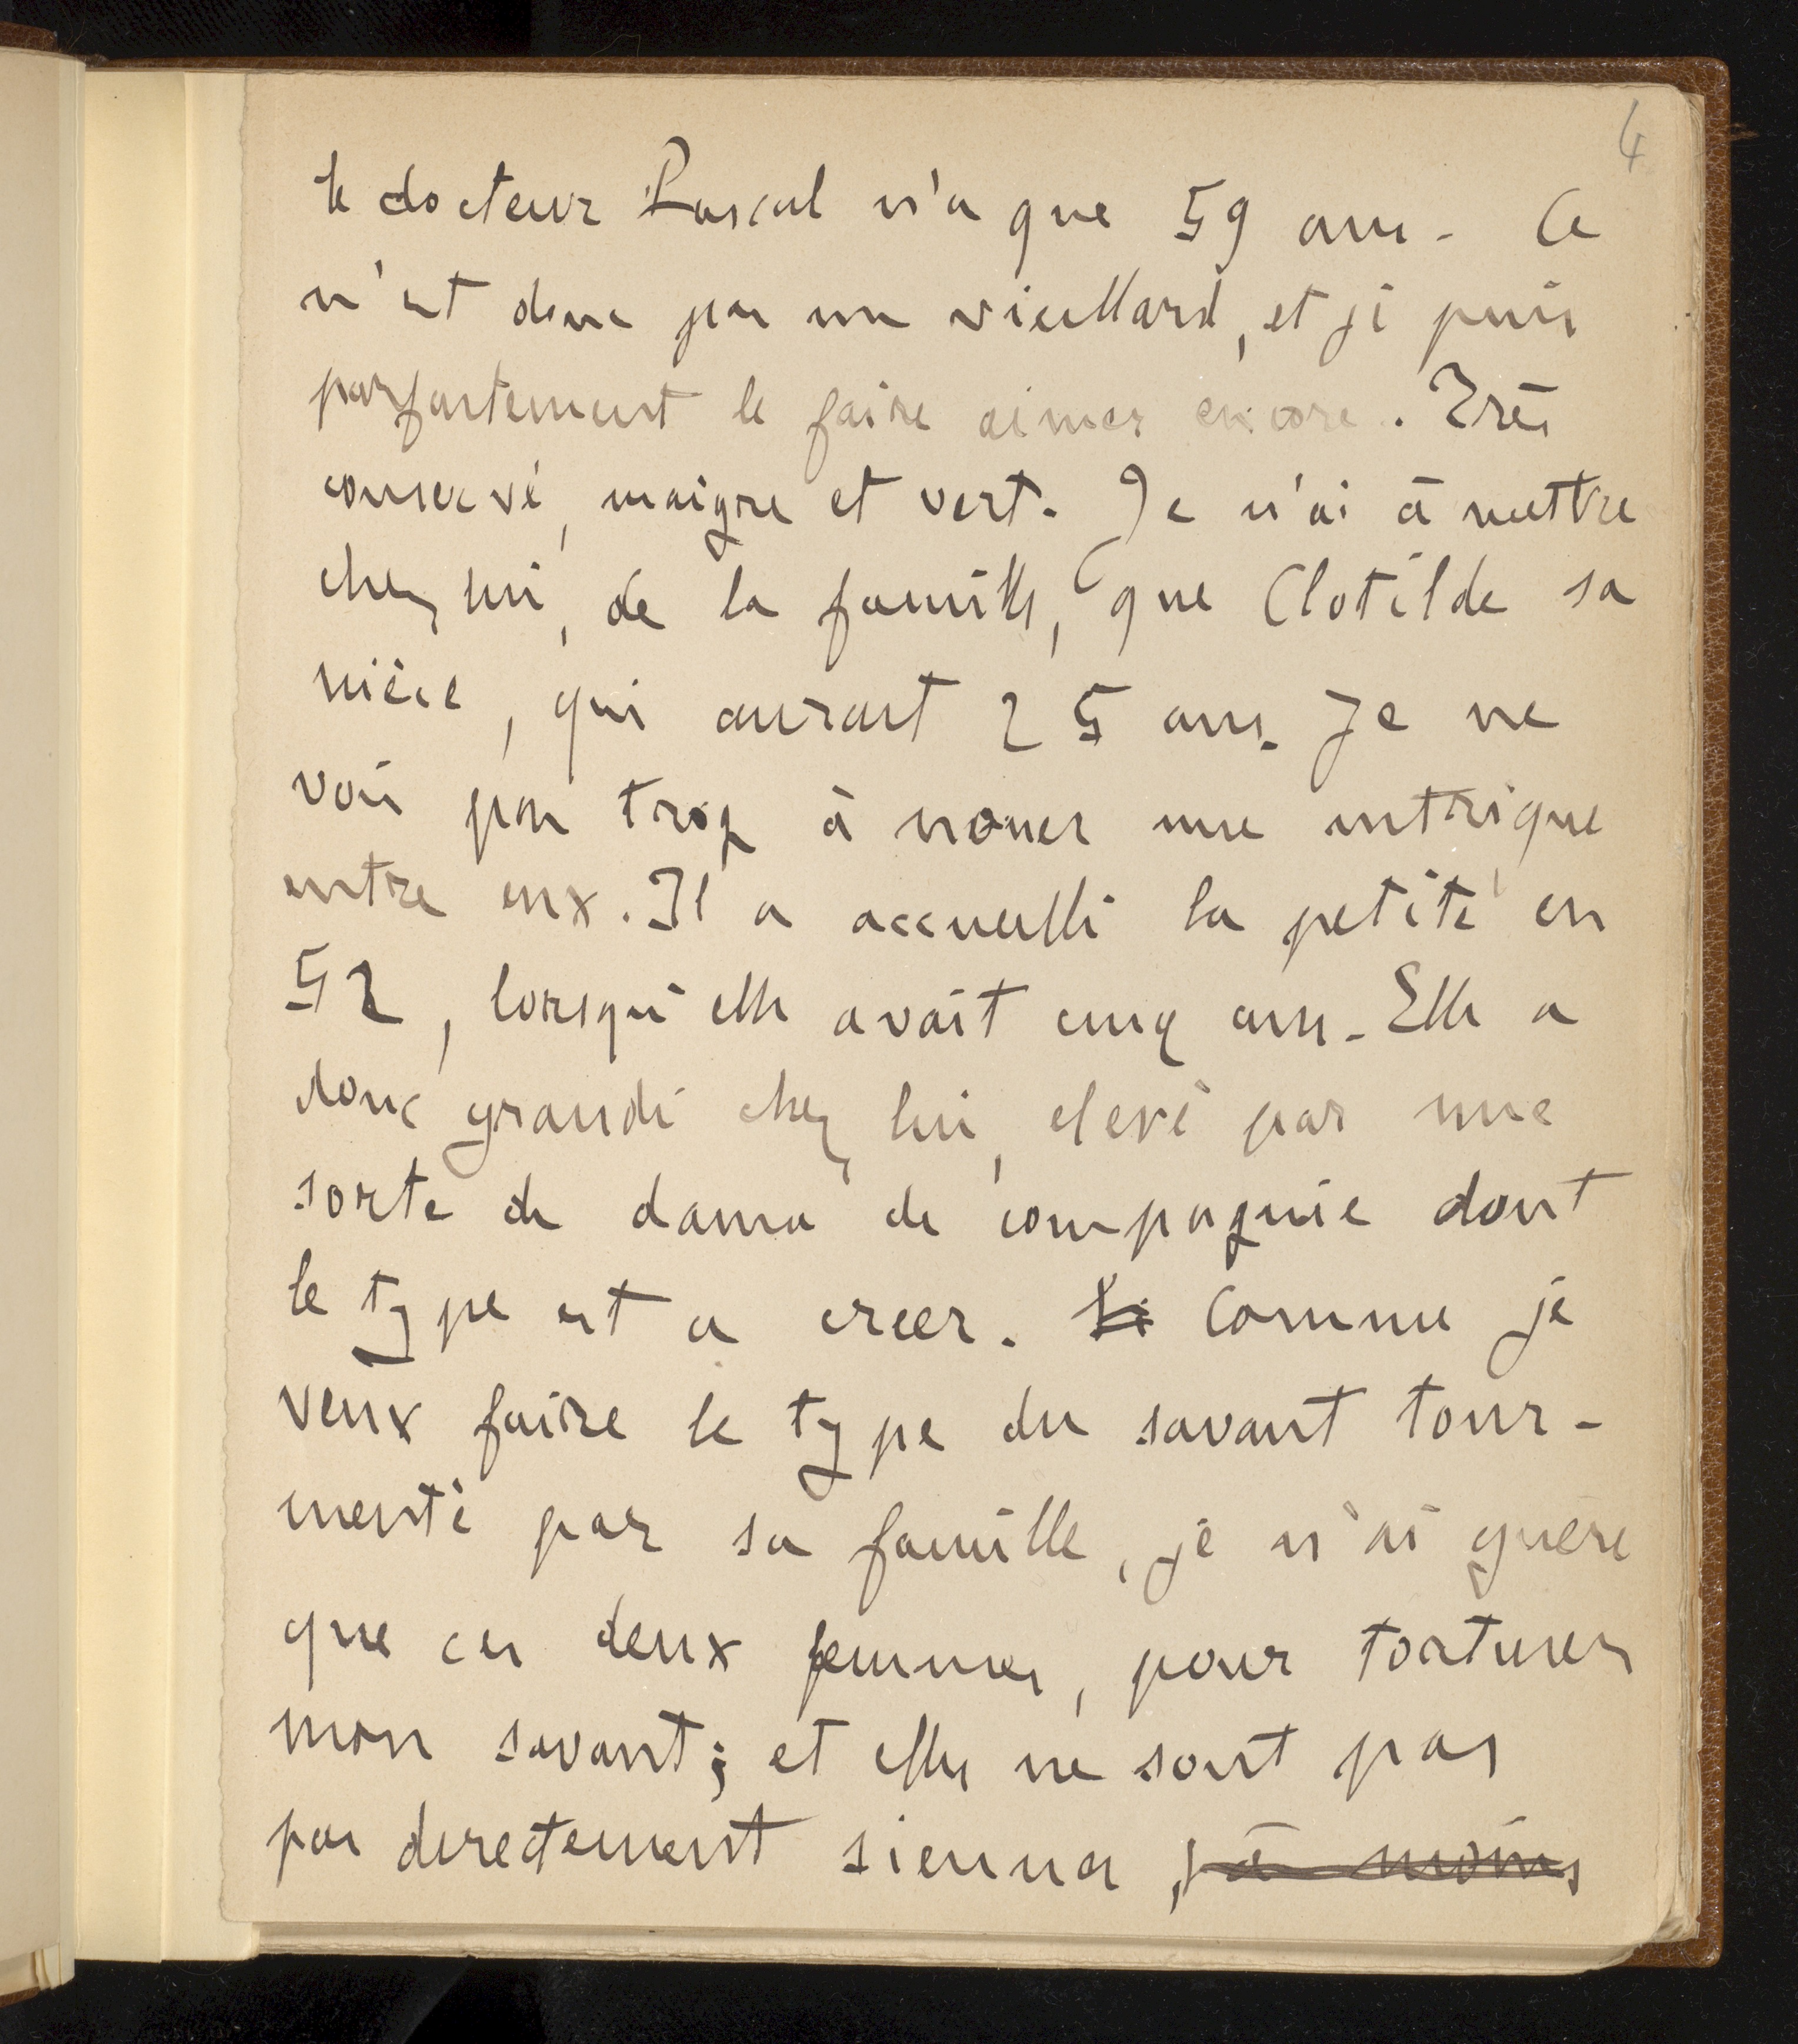 4
Le docteur Pascal n'a que 59 ans. Ce
n'est donc pas un vieillard, et je puis
parfaitement le faire aimer encore. Très
conservé, maigre et vert. Je n'ai à mettre
chez lui, de la famille, que Clotilde sa
nièce, qui aurait 25 ans. Je ne
vois pas trop à nouer une intrigue
entre eux. Il a accueilli la petite en
52, lorsqu'elle avait cinq ans. Elle a
donc grandi chez lui, elevé par une
sorte de dame de compagnie dont
le type est a creer. Comme je
veux faire le type du savant tour-
menté par sa famille, je n'ai guère
que ces deux femmes, pour torturer
mon savant; et elles ne sont pas
pas directement siennes, à moins